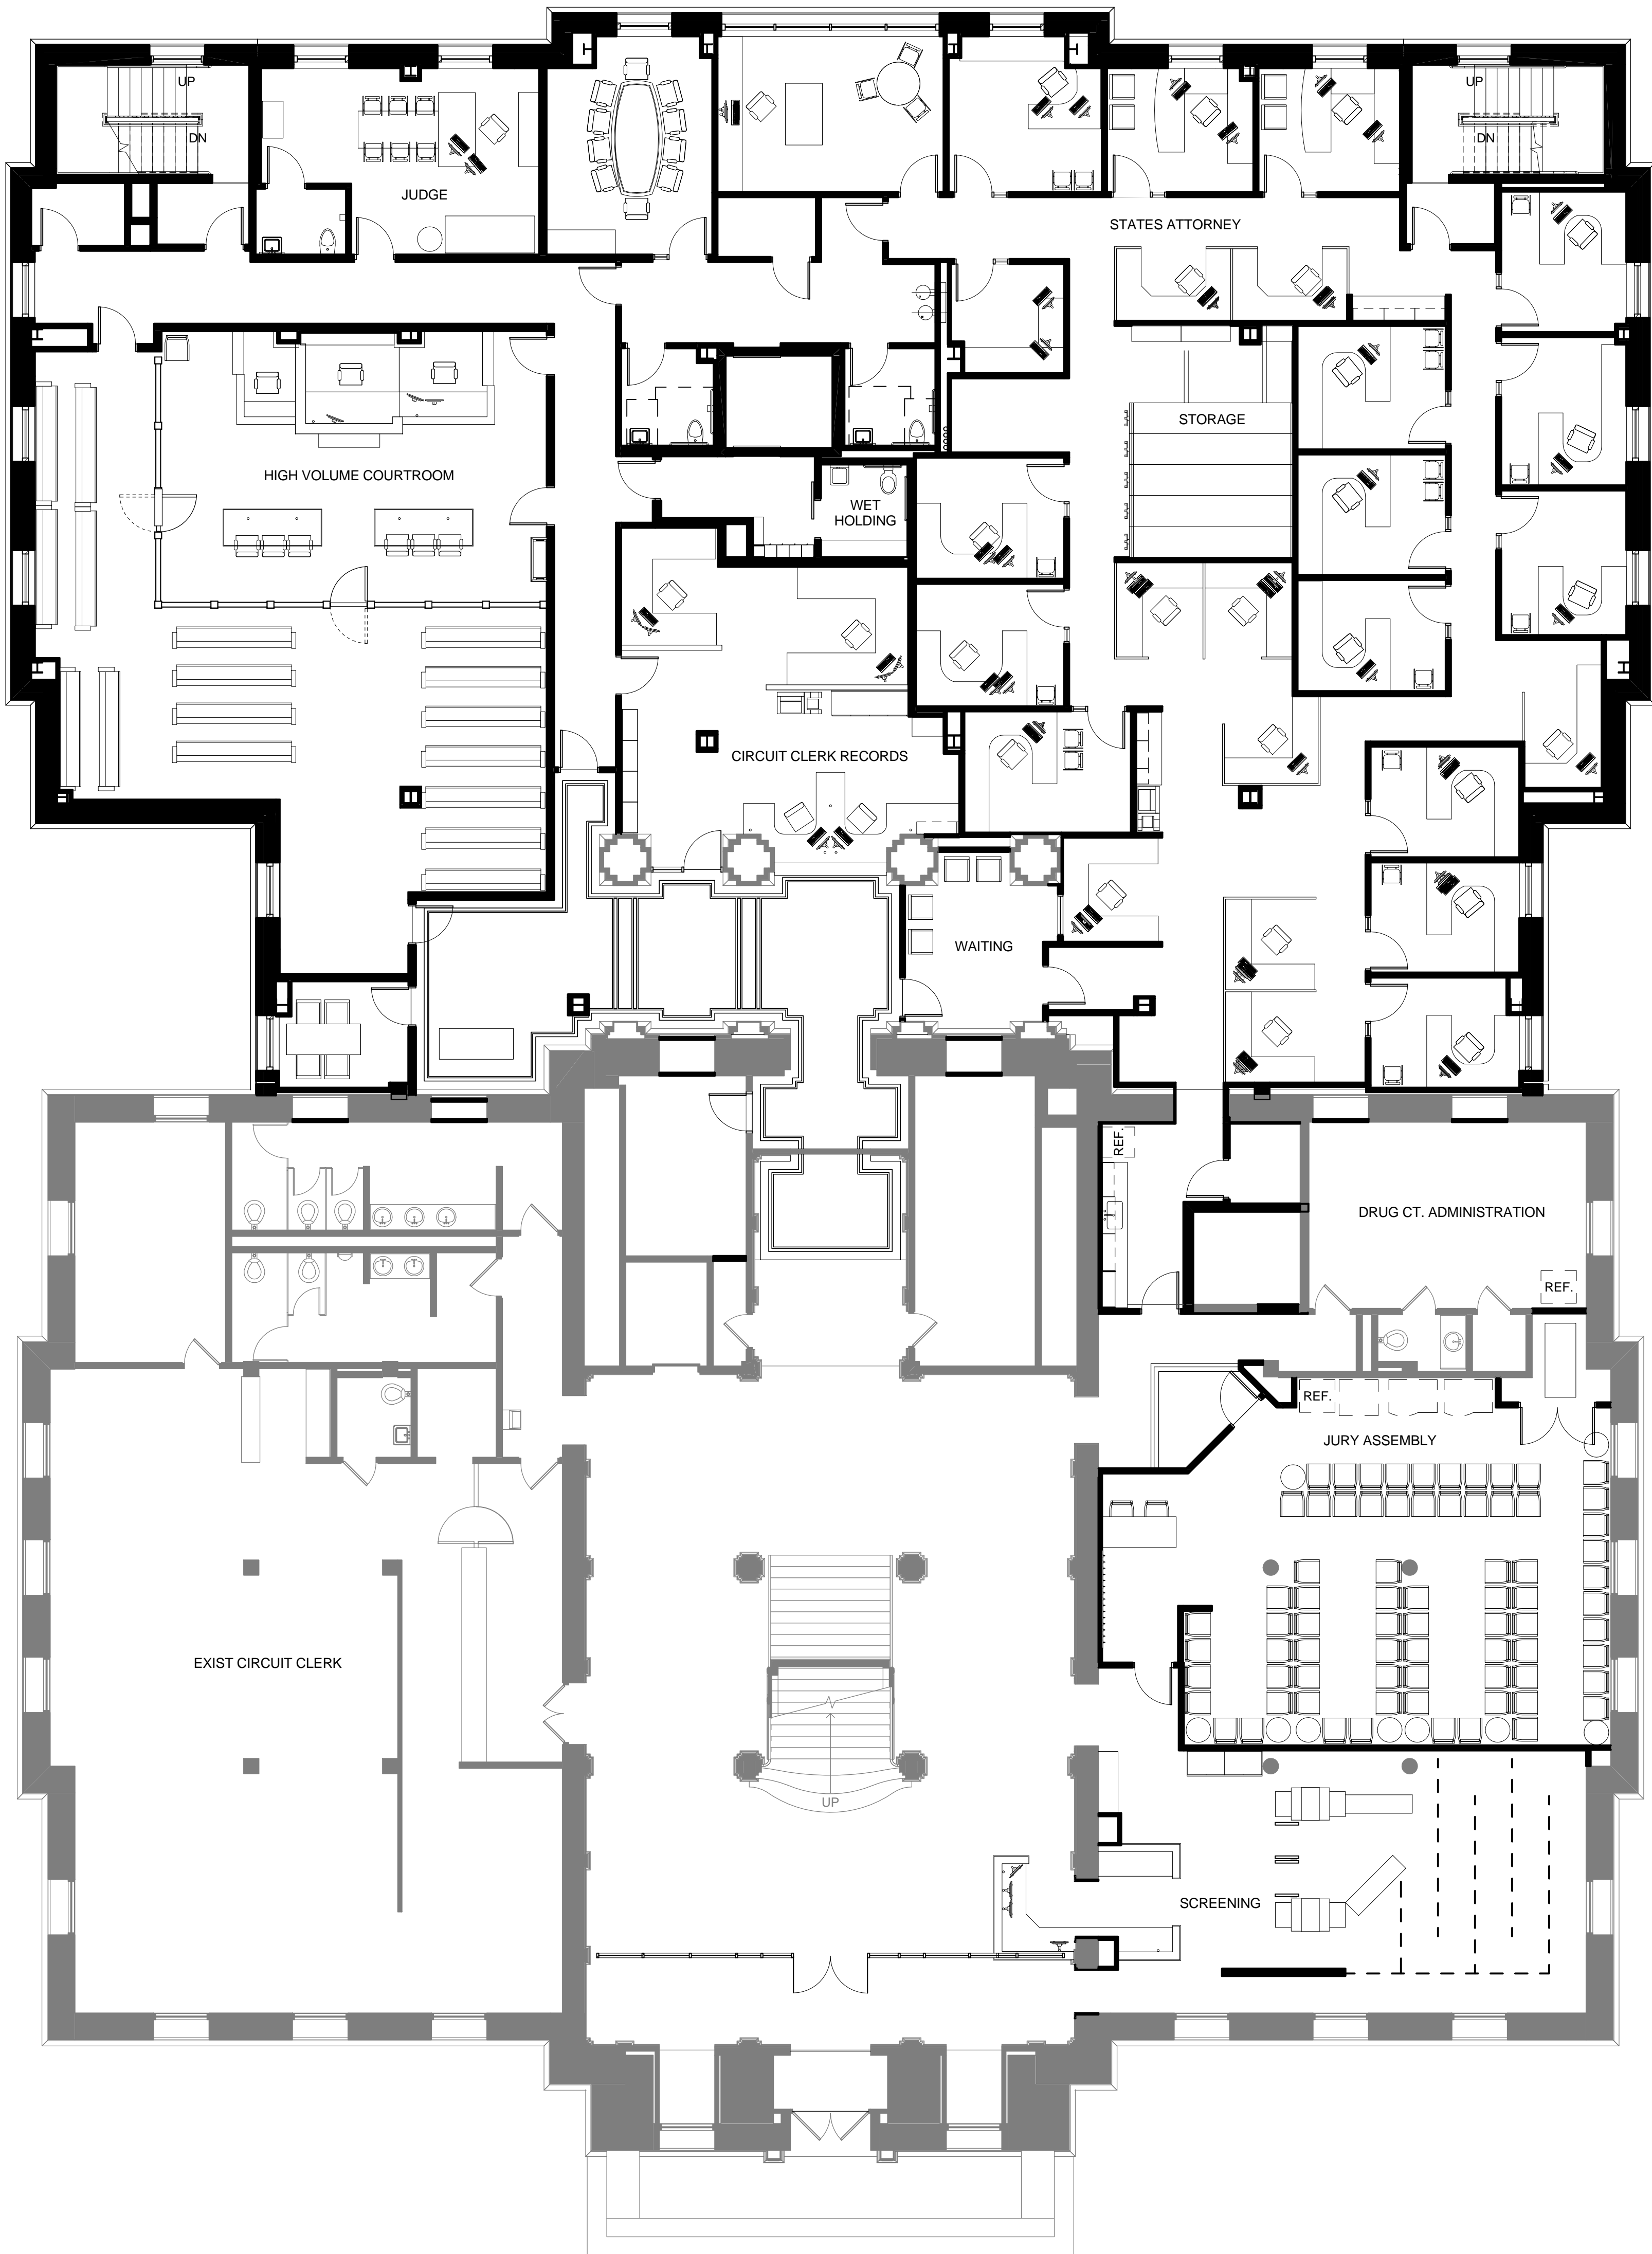 UP
UP
DN
DN
JUDGE
STATES ATTORNEY
STORAGE
HIGH VOLUME COURTROOM
WET
HOLDING
CIRCUIT CLERK RECORDS
WAITING
REF.
DRUG CT. ADMINISTRATION
REF.
REF.
JURY ASSEMBLY
EXIST CIRCUIT CLERK
UP
SCREENING